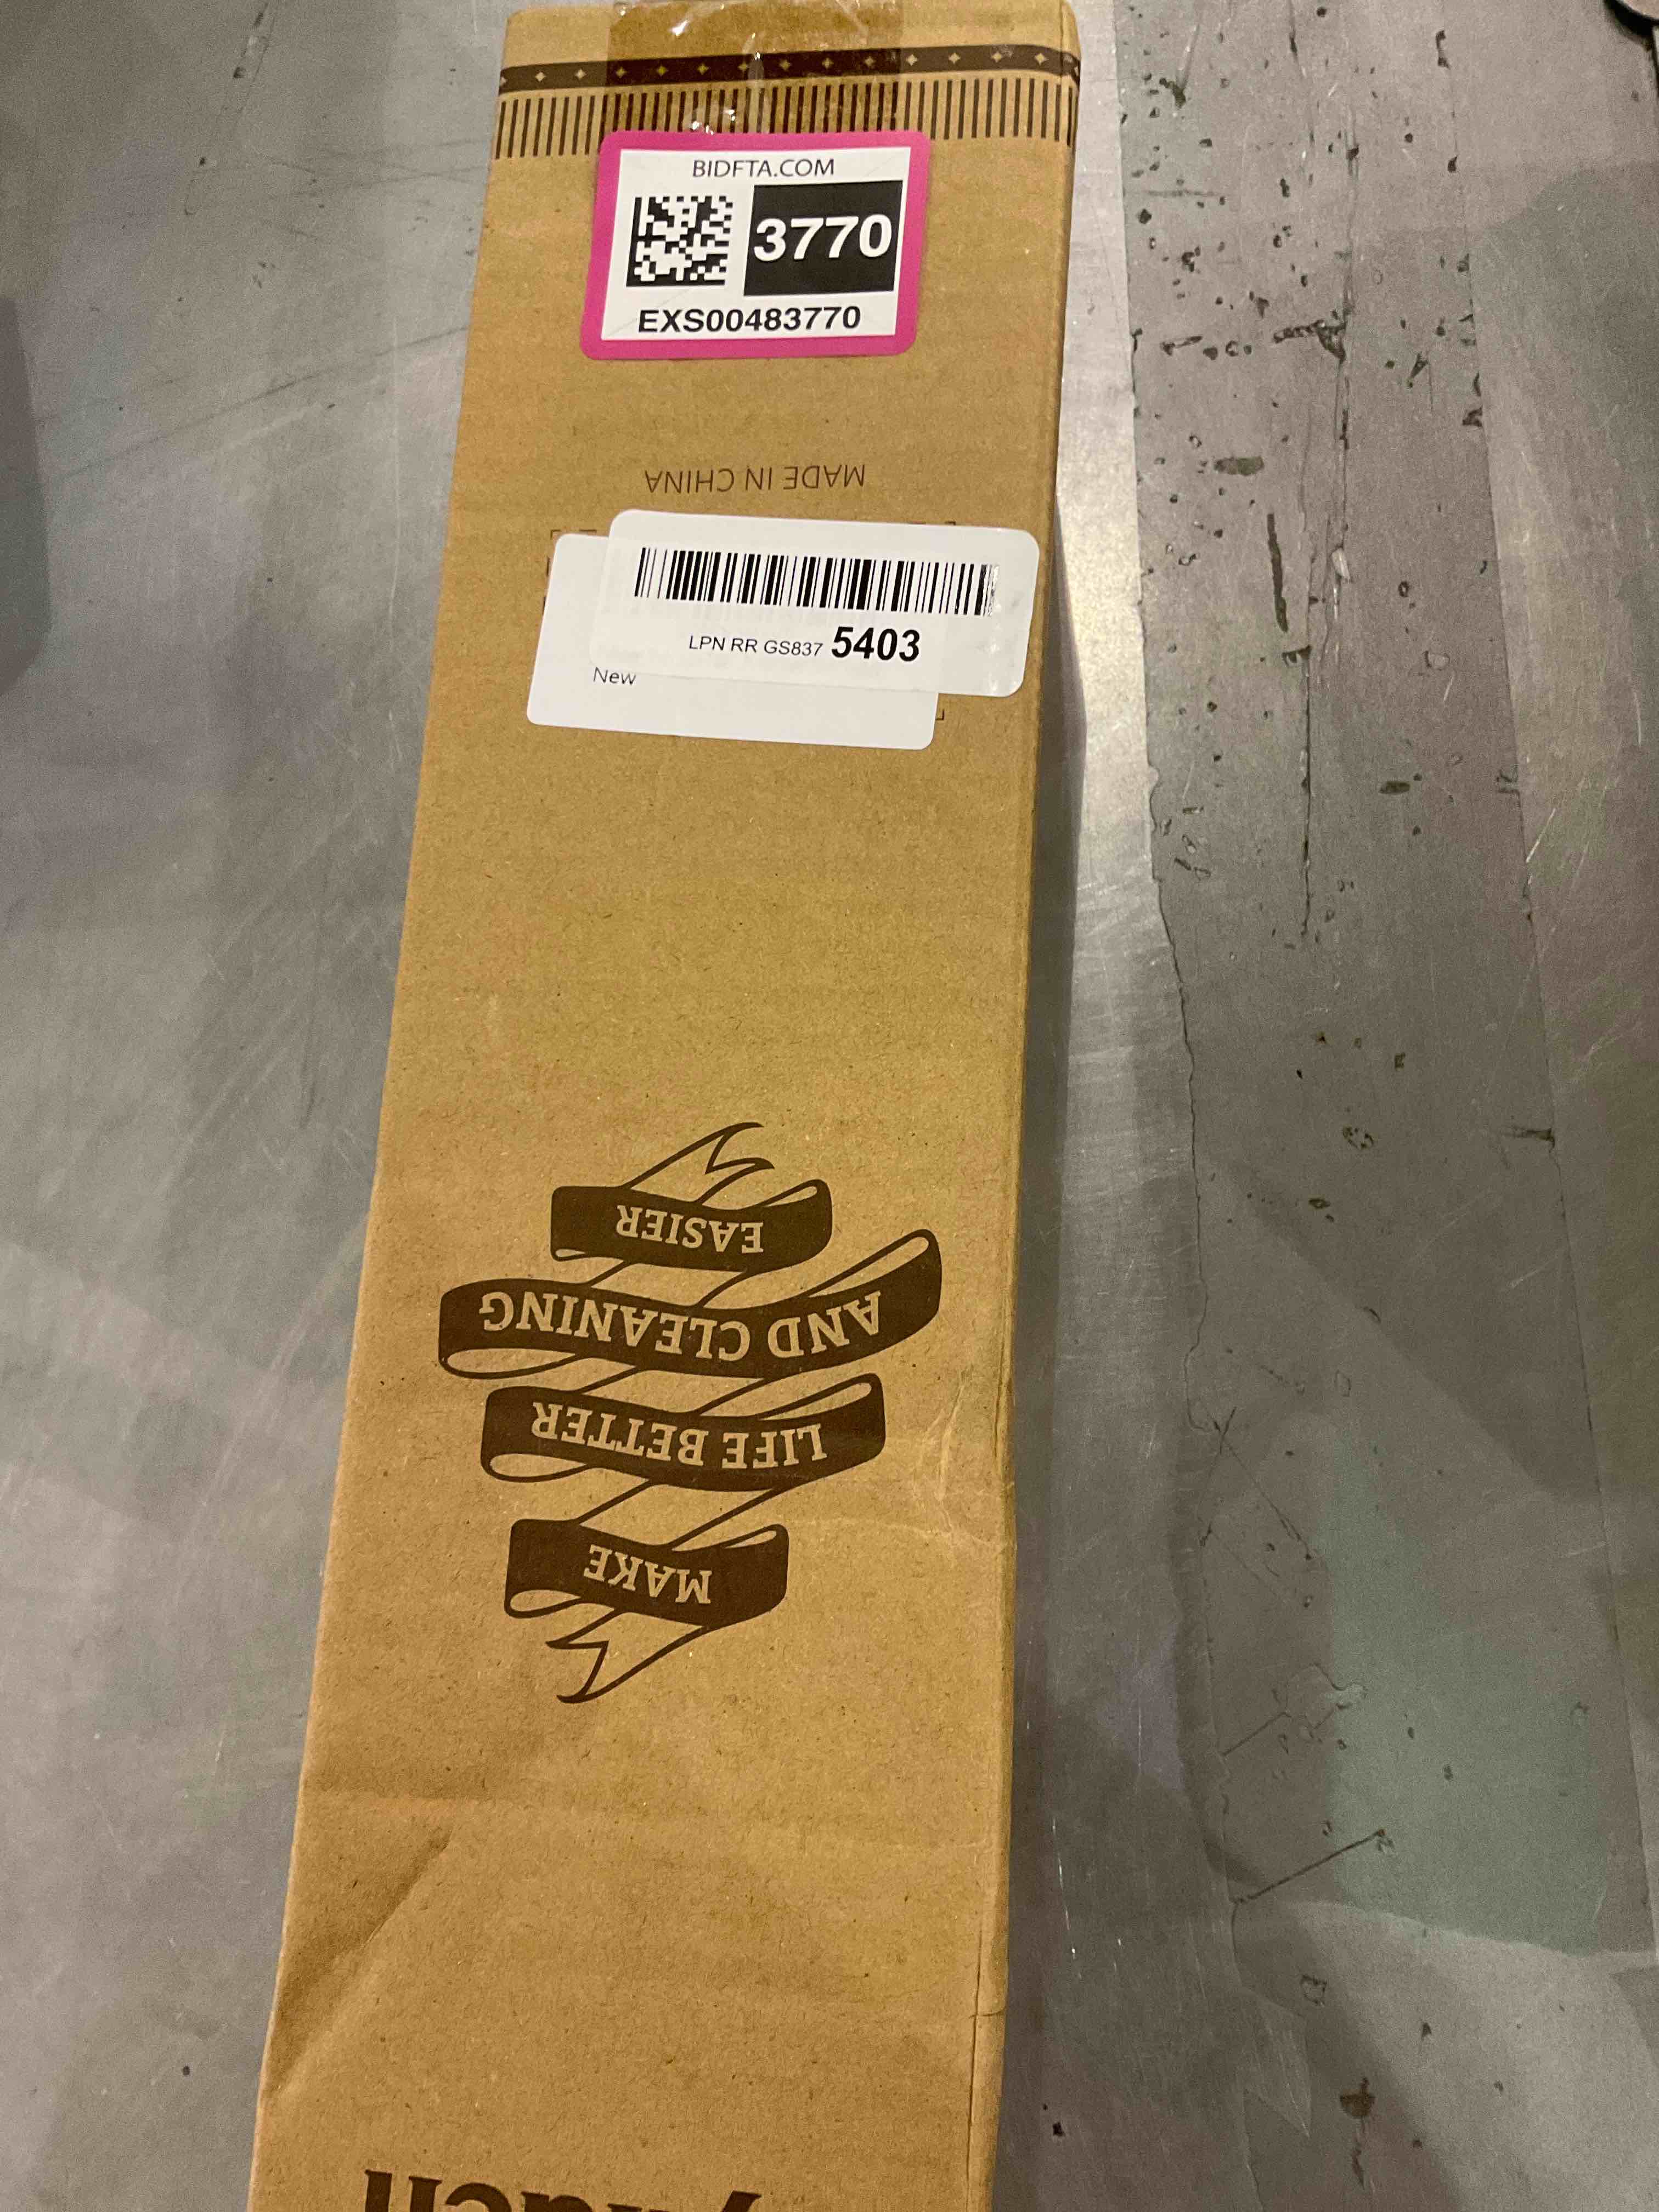 BIDFTA.COM
3770
EXS00483770
MADE IN CHINA
LPN RR GS837 5403
New
MAKE
LIFE BETTER
AND CLEANING
EASIER